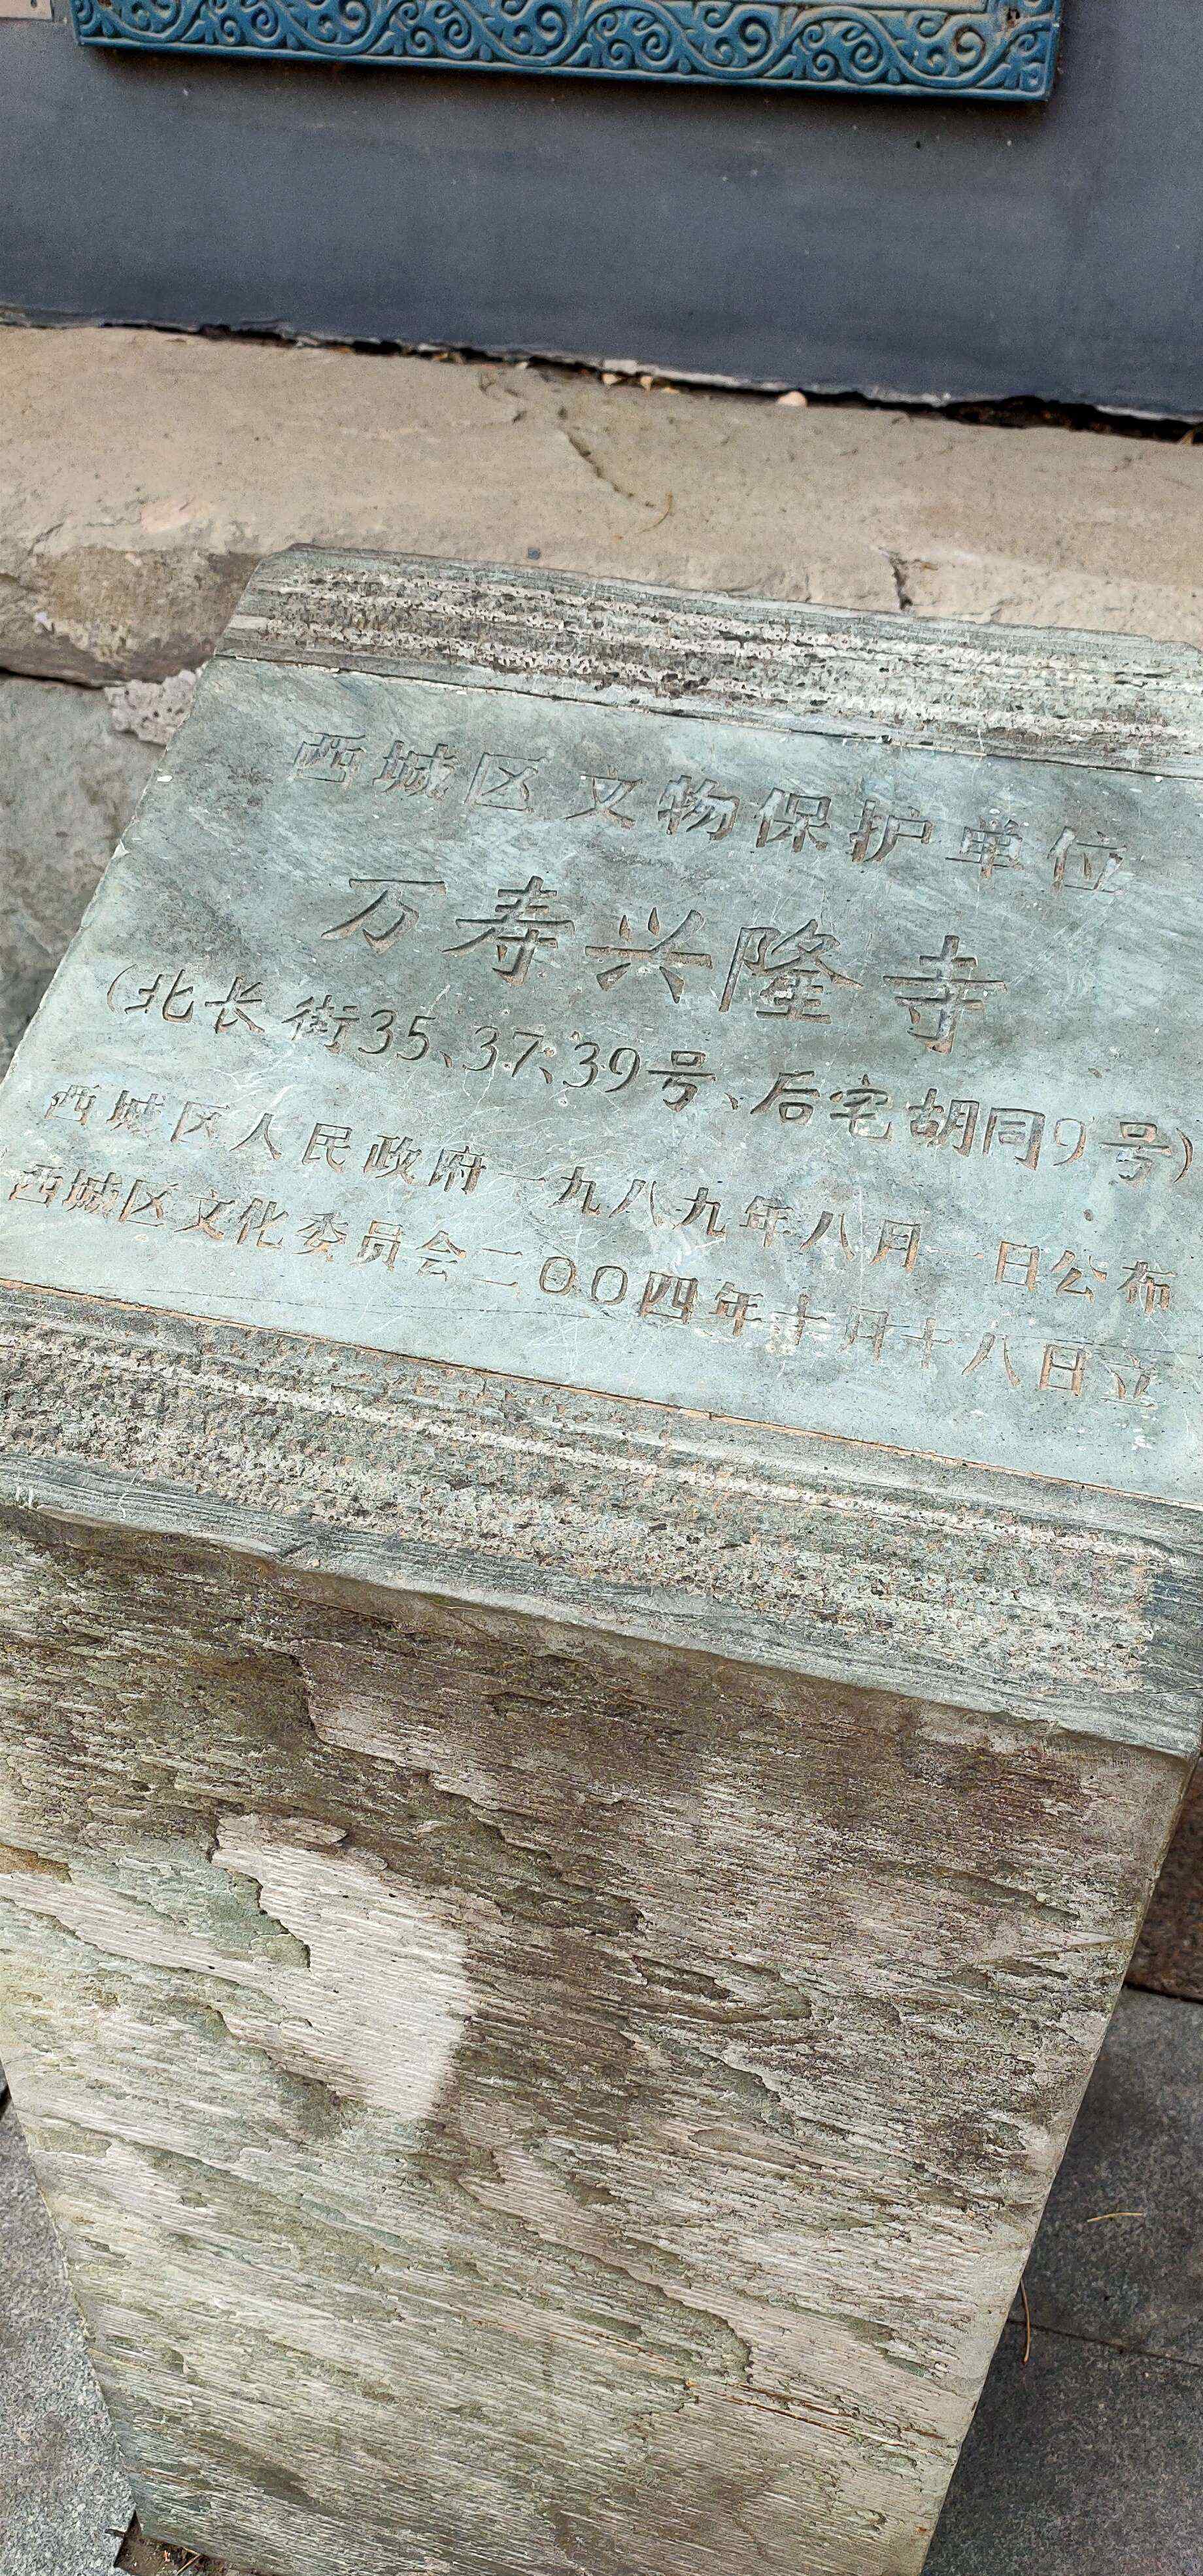 西城区文物保护单位
万寿兴隆寺
(北长街35、37、39号、后宅胡同9号)
西城区人民政府一九八九年八月一日公布
西城区文化委员会二〇〇四年十月十八日立